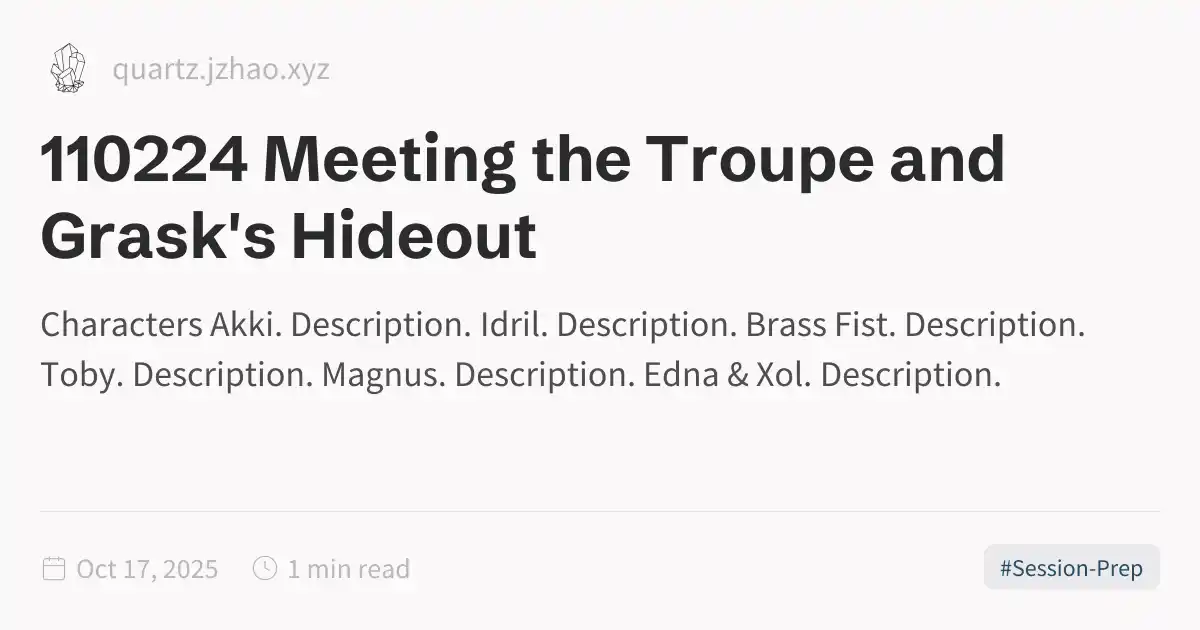 quartz.jzhao.xyz
110224 Meeting the Troupe and
Grask's Hideout
Characters Akki. Description. Idril. Description. Brass Fist. Description.
Toby. Description. Magnus. Description. Edna & Xol. Description.
Oct 17, 2025 1 min read #Session-Prep